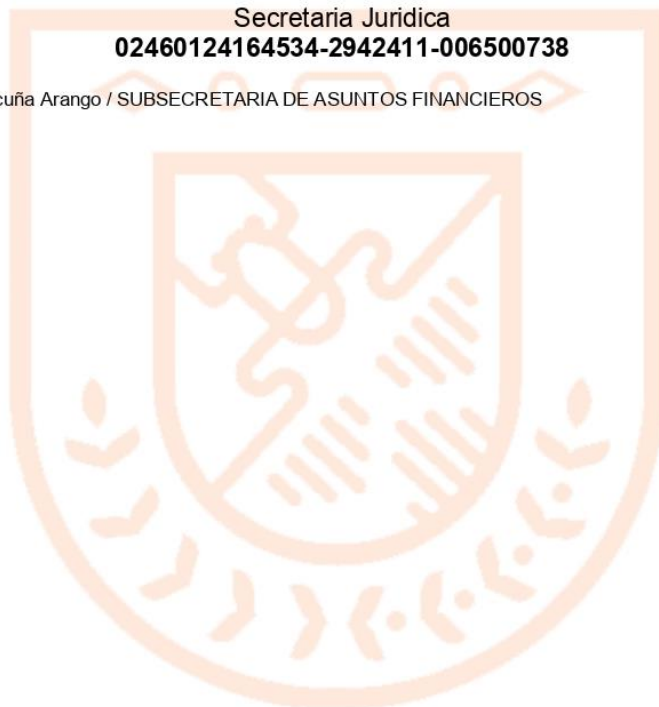 Secretaria Juridica
02460124164534-2942411-006500738
cuña Arango / SUBSECRETARIA DE ASUNTOS FINANCIEROS